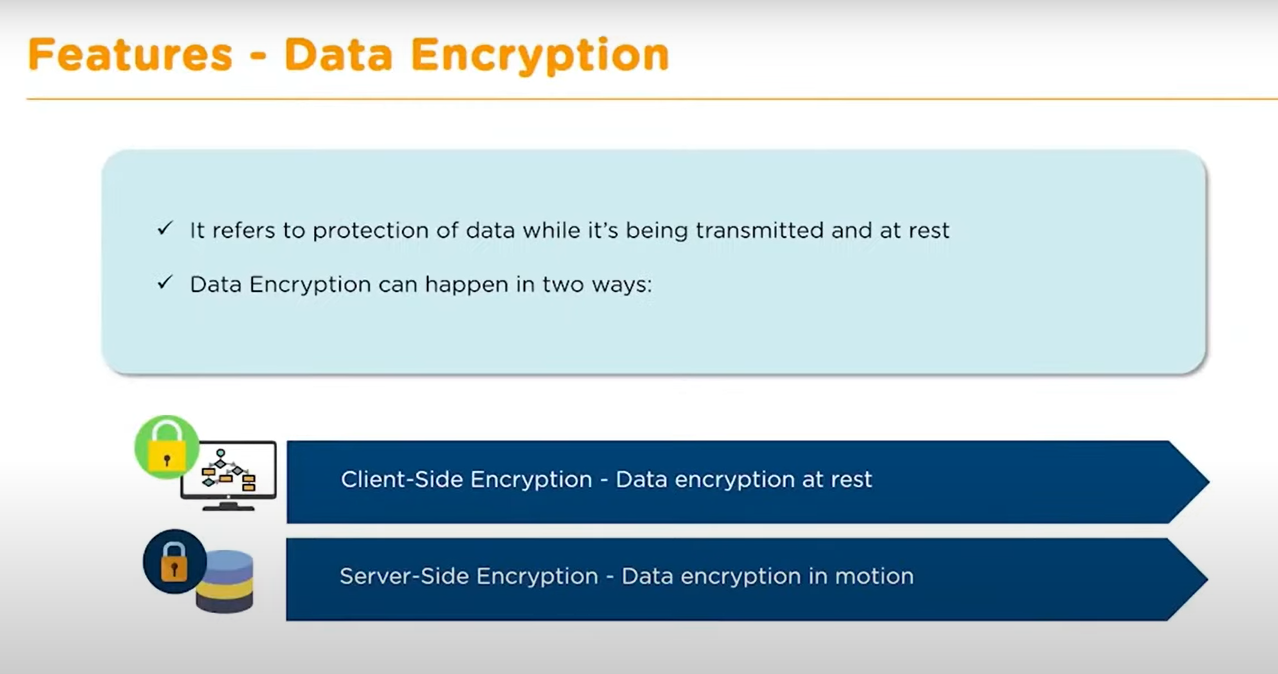 Features - Data Encryption
✓ It refers to protection of data while it's being transmitted and at rest
✓ Data Encryption can happen in two ways:
Client-Side Encryption - Data encryption at rest
Server-Side Encryption - Data encryption in motion